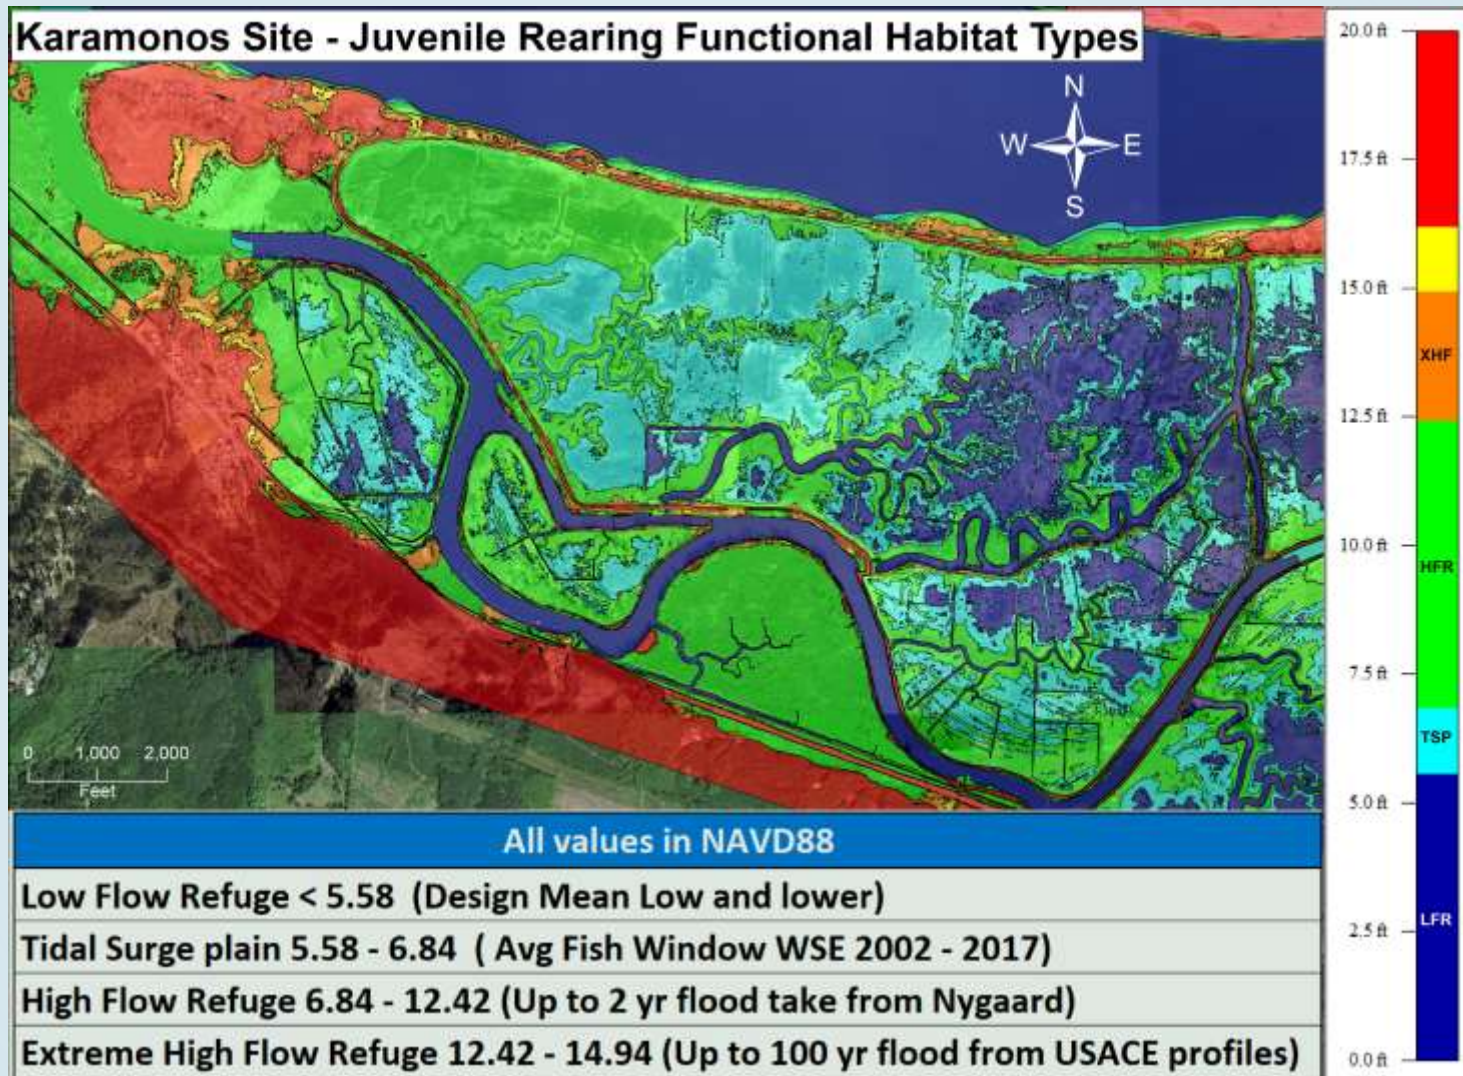 Karamonos Site - Juvenile Rearing Functional Habitat Types
N
W E
S
0 1,000 2,000
Feet
20.0 ft
17.5 ft
15.0 ft
XHF
12.5 ft
10.0 ft
HFR
7.5 ft
TSP
5.0 ft
LFR
2.5 ft
0.0 ft
All values in NAVD88
Low Flow Refuge < 5.58 (Design Mean Low and lower)
Tidal Surge plain 5.58 - 6.84 ( Avg Fish Window WSE 2002 - 2017)
High Flow Refuge 6.84 - 12.42 (Up to 2 yr flood take from Nygaard)
Extreme High Flow Refuge 12.42 - 14.94 (Up to 100 yr flood from USACE profiles)